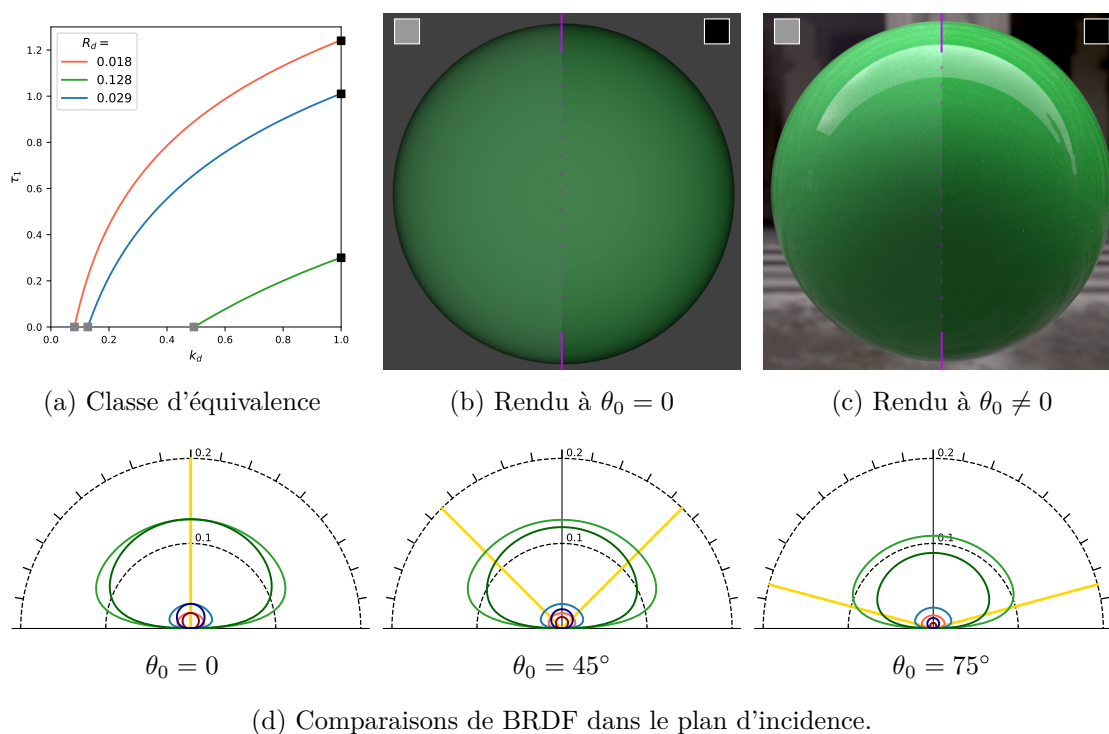 R_d =
0.018
0.128
0.029
τ_1
1.2
1.0
0.8
0.6
0.4
0.2
0.0
0.0 0.2 0.4 0.6 0.8 1.0
k_d
(a) Classe d'équivalence
(b) Rendu à θ_0 = 0
(c) Rendu à θ_0 ≠ 0
0.2
0.1
0.2
0.1
0.2
0.1
θ_0 = 0
θ_0 = 45°
θ_0 = 75°
(d) Comparaisons de BRDF dans le plan d'incidence.